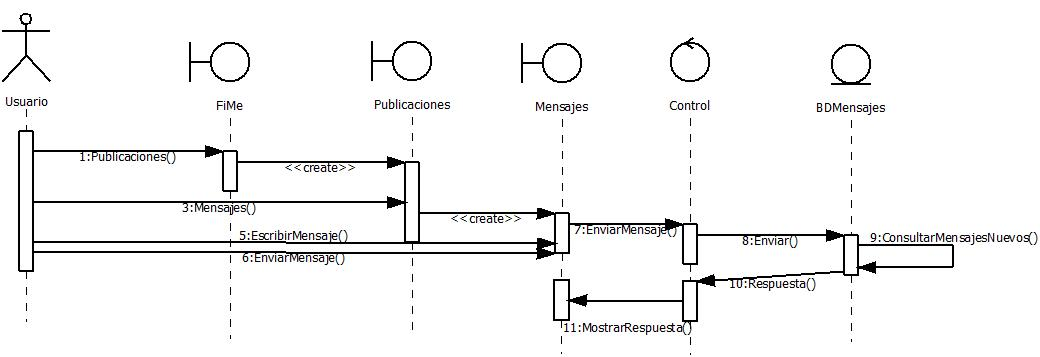 Usuario
FiMe
Publicaciones
Mensajes
Control
BDMensajes
1:Publicaciones()
<<create>>
3:Mensajes()
<<create>>
5:EscribirMensaje()
6:EnviarMensaje()
7:EnviarMensaje()
8:Enviar()
9:ConsultarMensajesNuevos()
10:Respuesta()
11:MostrarRespuesta()